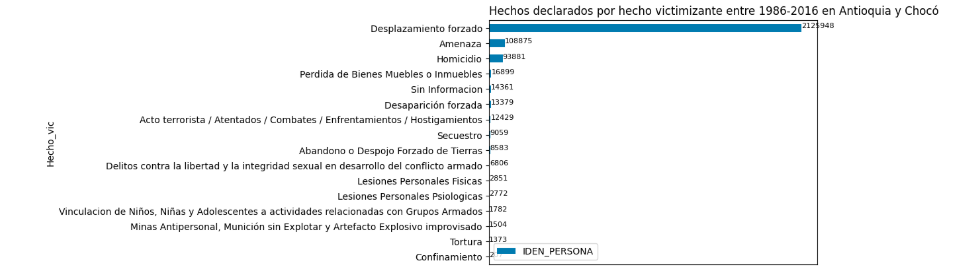 Hechos declarados por hecho victimizante entre 1986-2016 en Antioquia y Chocó
Hecho_vic
Desplazamiento forzado 2125948
Amenaza 108875
Homicidio 93881
Perdida de Bienes Muebles o Inmuebles 16899
Sin Informacion 14361
Desaparición forzada 13379
Acto terrorista / Atentados / Combates / Enfrentamientos / Hostigamientos 12429
Secuestro 9059
Abandono o Despojo Forzado de Tierras 8583
Delitos contra la libertad y la integridad sexual en desarrollo del conflicto armado 6806
Lesiones Personales Fisicas 2851
Lesiones Personales Psiologicas 2772
Vinculacion de Niños, Niñas y Adolescentes a actividades relacionadas con Grupos Armados 1782
Minas Antipersonal, Munición sin Explotar y Artefacto Explosivo improvisado 1504
Tortura 1373
Confinamiento
IDEN_PERSONA